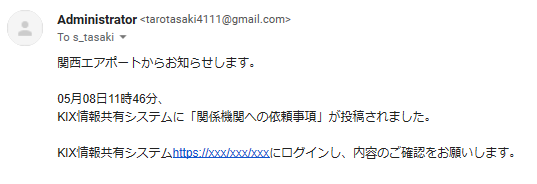 Administrator <tarotasaki4111@gmail.com>
To s_tasaki
関西エアポートからお知らせします。
05月08日11時46分、
KIX情報共有システムに「関係機関への依頼事項」が投稿されました。
KIX情報共有システムhttps://xxx/xxx/xxxにログインし、内容のご確認をお願いします。